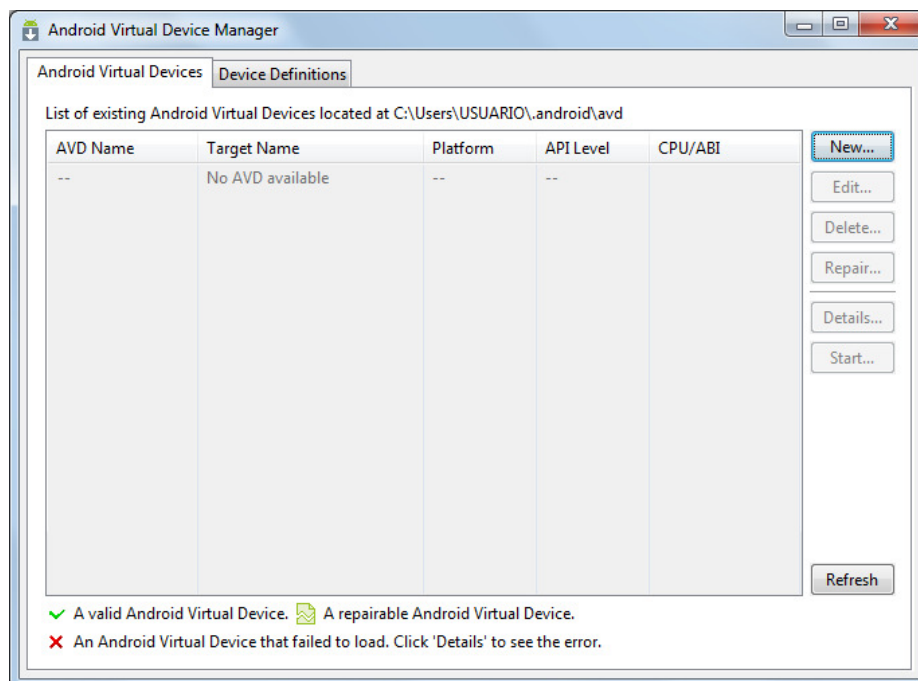 Android Virtual Device Manager
Android Virtual Devices Device Definitions
List of existing Android Virtual Devices located at C:\Users\USUARIO\.android\avd
AVD Name Target Name Platform API Level CPU/ABI
-- No AVD available -- --
New...
Edit...
Delete...
Repair...
Details...
Start...
Refresh
A valid Android Virtual Device. A repairable Android Virtual Device.
An Android Virtual Device that failed to load. Click 'Details' to see the error.